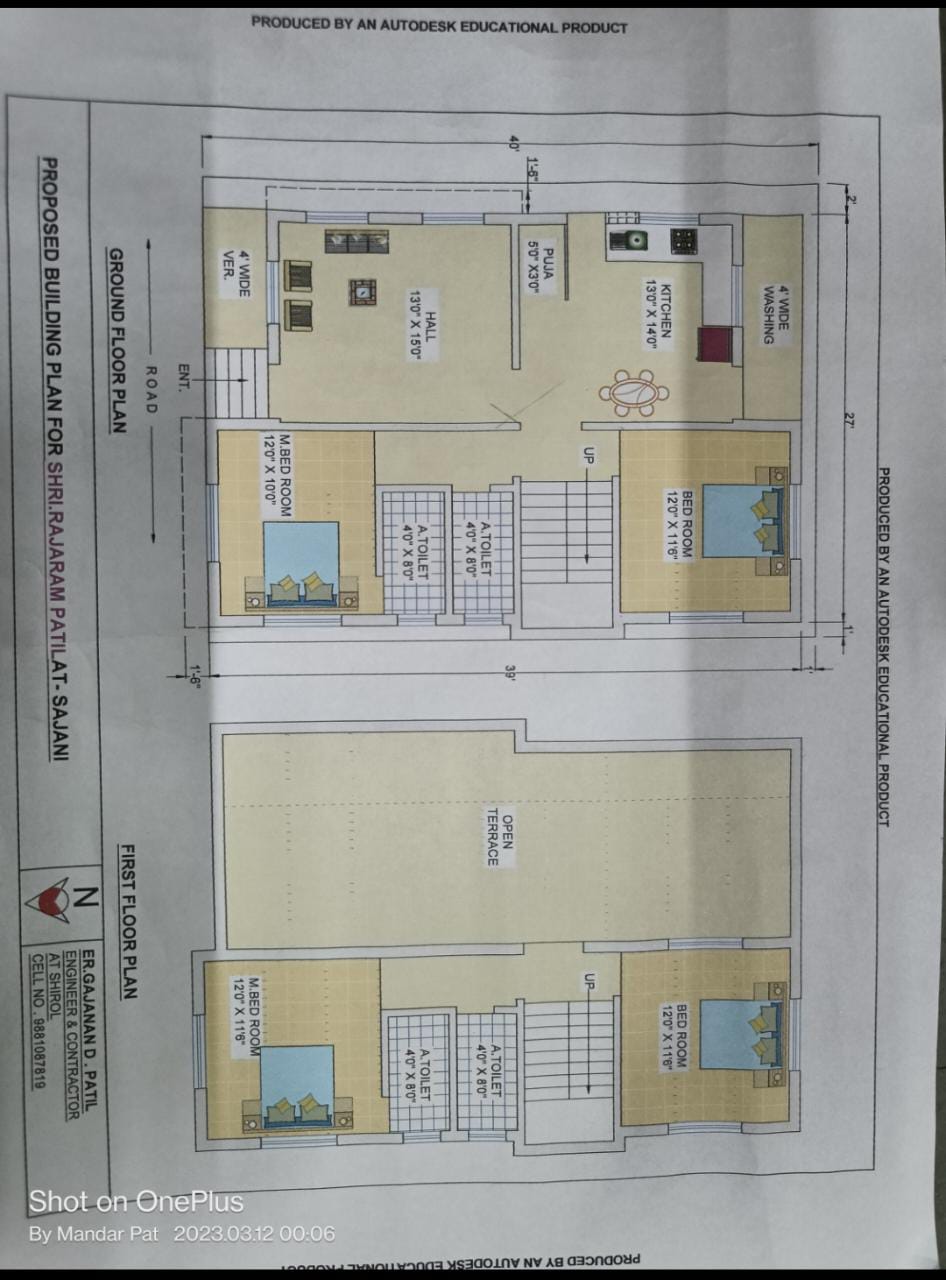 PRODUCED BY AN AUTODESK EDUCATIONAL PRODUCT
PRODUCED BY AN AUTODESK EDUCATIONAL PRODUCT
40'
1'-6"
2'
27'
1'
1'
39'
1'-6"
4' WIDE
VER.
HALL
13'0" X 15'0"
PUJA
5'0" X3'0"
KITCHEN
13'0" X 14'0"
4' WIDE
WASHING
ENT.
ROAD
UP
M.BED ROOM
12'0" X 10'0"
A.TOILET
4'0" X 8'0"
A.TOILET
4'0" X 8'0"
BED ROOM
12'0" X 11'6"
GROUND FLOOR PLAN
OPEN
TERRACE
UP
M.BED ROOM
12'0" X 11'6"
A.TOILET
4'0" X 8'0"
A.TOILET
4'0" X 8'0"
BED ROOM
12'0" X 11'6"
FIRST FLOOR PLAN
PROPOSED BUILDING PLAN FOR SHRI.RAJARAM PATIL AT- SAJANI
N
ER.GAJANAN D . PATIL
ENGINEER & CONTRACTOR
AT SHIROL
CELL NO . 9881087819
PRODUCED BY AN AUTODESK EDUCATIONAL PRODUCT
Shot on OnePlus
By Mandar Pat 2023.03.12 00:06